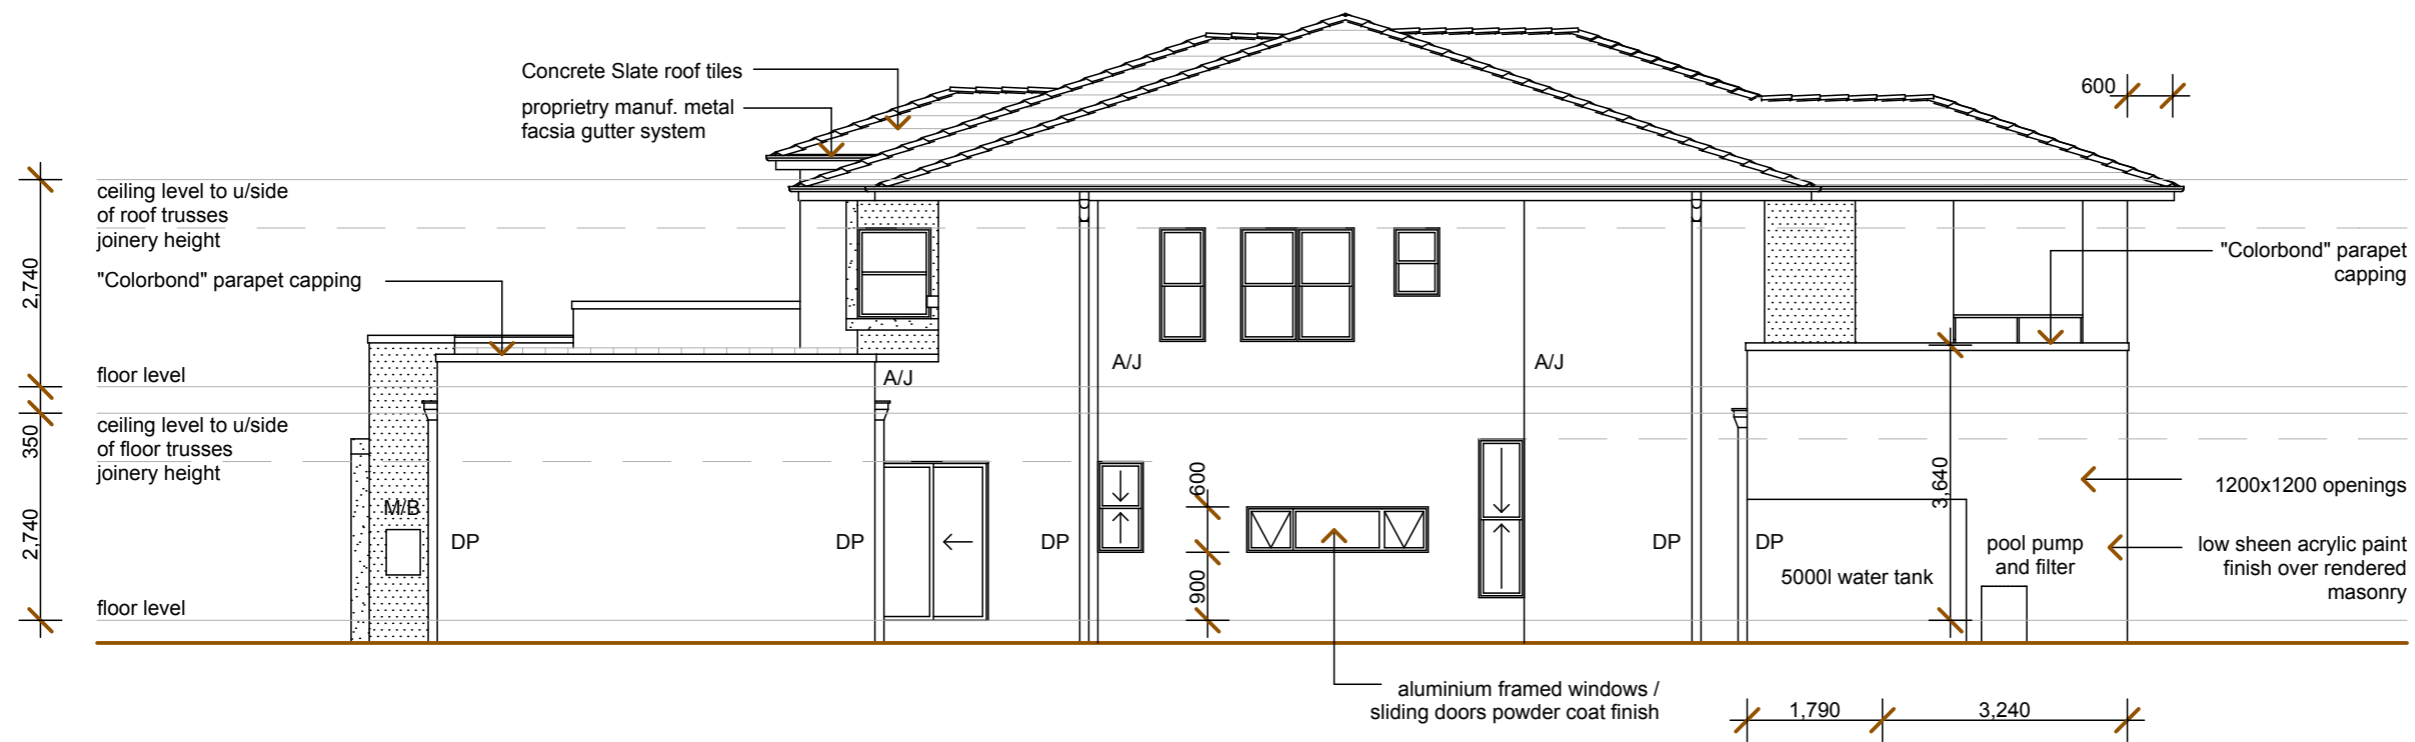 Concrete Slate roof tiles
proprietry manuf. metal
facsia gutter system
600
ceiling level to u/side
of roof trusses
joinery height
2,740
"Colorbond" parapet capping
"Colorbond" parapet
capping
floor level
A/J
A/J
A/J
350
ceiling level to u/side
of floor trusses
joinery height
2,740
M/B
DP
DP
DP
600
900
DP
DP
3,640
1200x1200 openings
5000l water tank
pool pump
and filter
low sheen acrylic paint
finish over rendered
masonry
floor level
aluminium framed windows /
sliding doors powder coat finish
1,790
3,240